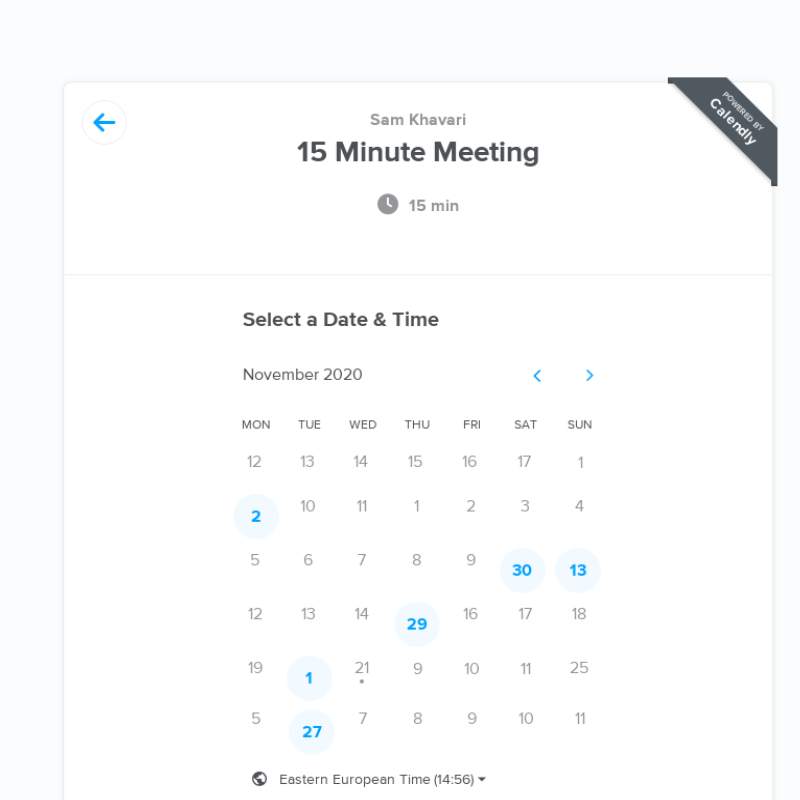 POWERED BY
Calendly
Sam Khavari
15 Minute Meeting
15 min
Select a Date & Time
November 2020
MON TUE WED THU FRI SAT SUN
12 13 14 15 16 17 1
2 10 11 1 2 3 4
5 6 7 8 9 30 13
12 13 14 29 16 17 18
19 1 21 9 10 11 25
5 27 7 8 9 10 11
Eastern European Time (14:56)